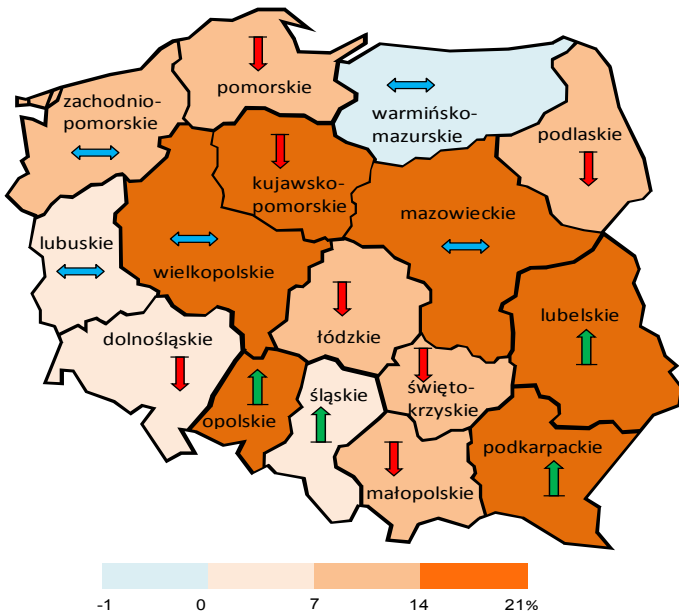 pomorskie
zachodnio-
pomorskie
warmińsko-
mazurskie
podlaskie
kujawsko-
pomorskie
mazowieckie
lubuskie
wielkopolskie
lubelskie
dolnośląskie
łódzkie
opolskie
śląskie
święto-
krzyskie
podkarpackie
małopolskie
-1 0 7 14 21%